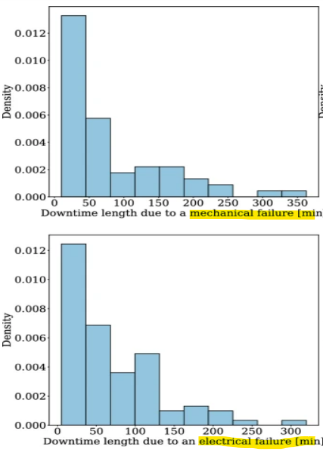 0.012
0.010
0.008
0.006
0.004
0.002
0.000
Density
0 50 100 150 200 250 300 350
Downtime length due to a mechanical failure [min
0.012
0.010
0.008
0.006
0.004
0.002
0.000
Density
0 50 100 150 200 250 300
Downtime length due to an electrical failure [min]